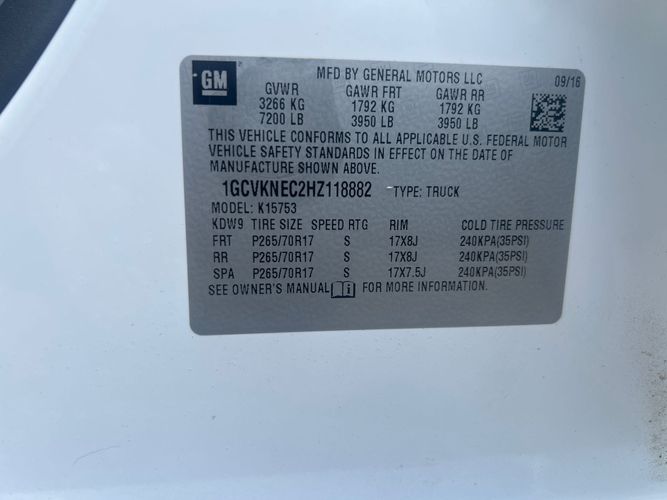 GM
MFD BY GENERAL MOTORS LLC 09/16
GVWR GAWR FRT GAWR RR
3266 KG 1792 KG 1792 KG
7200 LB 3950 LB 3950 LB
THIS VEHICLE CONFORMS TO ALL APPLICABLE U.S. FEDERAL MOTOR
VEHICLE SAFETY STANDARDS IN EFFECT ON THE DATE OF
MANUFACTURE SHOWN ABOVE.
1GCVKNEC2HZ118882 TYPE: TRUCK
MODEL: K15753
KDW9 TIRE SIZE SPEED RTG RIM COLD TIRE PRESSURE
FRT P265/70R17 S 17X8J 240KPA(35PSI)
RR P265/70R17 S 17X8J 240KPA(35PSI)
SPA P265/70R17 S 17X7.5J 240KPA(35PSI)
SEE OWNER'S MANUAL i FOR MORE INFORMATION.